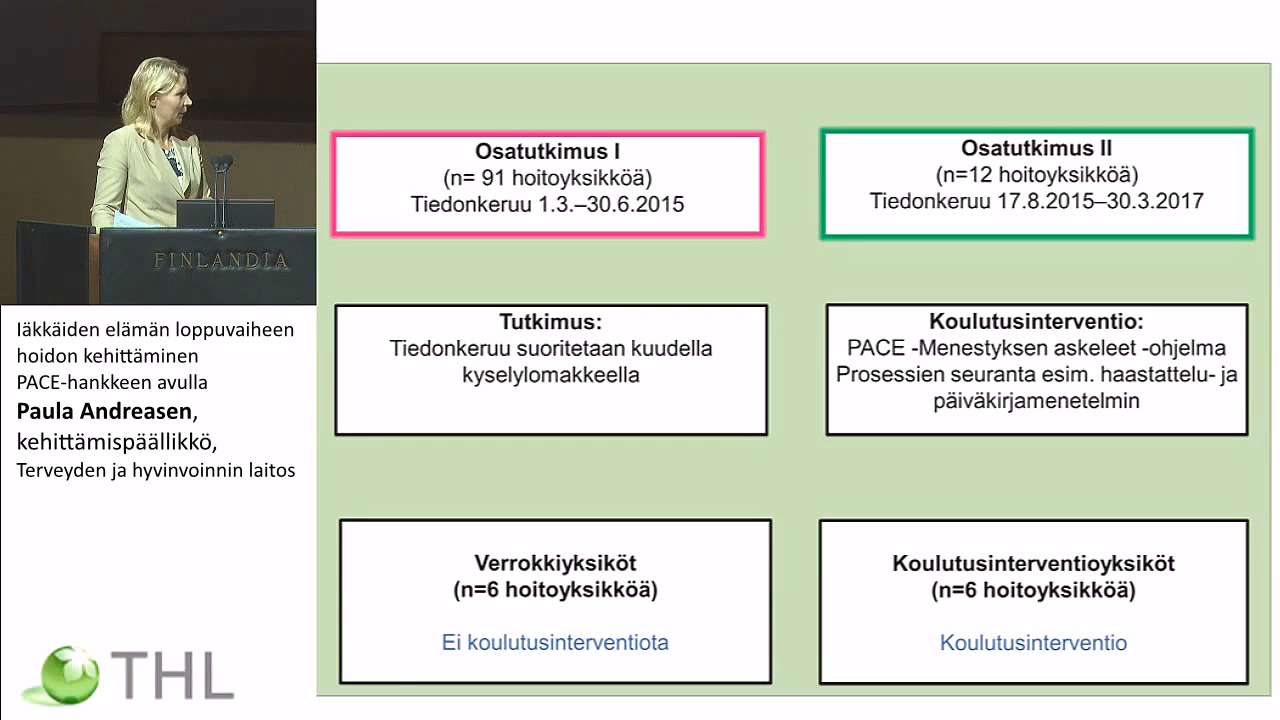 FINLANDIA
Iäkkäiden elämän loppuvaiheen
hoidon kehittäminen
PACE-hankkeen avulla
Paula Andreasen,
kehittämispäällikkö,
Terveyden ja hyvinvoinnin laitos
THL
Osatutkimus I
(n= 91 hoitoyksikköä)
Tiedonkeruu 1.3.–30.6.2015
Osatutkimus II
(n=12 hoitoyksikköä)
Tiedonkeruu 17.8.2015–30.3.2017
Tutkimus:
Tiedonkeruu suoritetaan kuudella
kyselylomakkeella
Koulutusinterventio:
PACE -Menestyksen askeleet -ohjelma
Prosessien seuranta esim. haastattelu- ja
päiväkirjamenetelmin
Verrokkiyksiköt
(n=6 hoitoyksikköä)
Ei koulutusinterventiota
Koulutusinterventioyksiköt
(n=6 hoitoyksikköä)
Koulutusinterventio